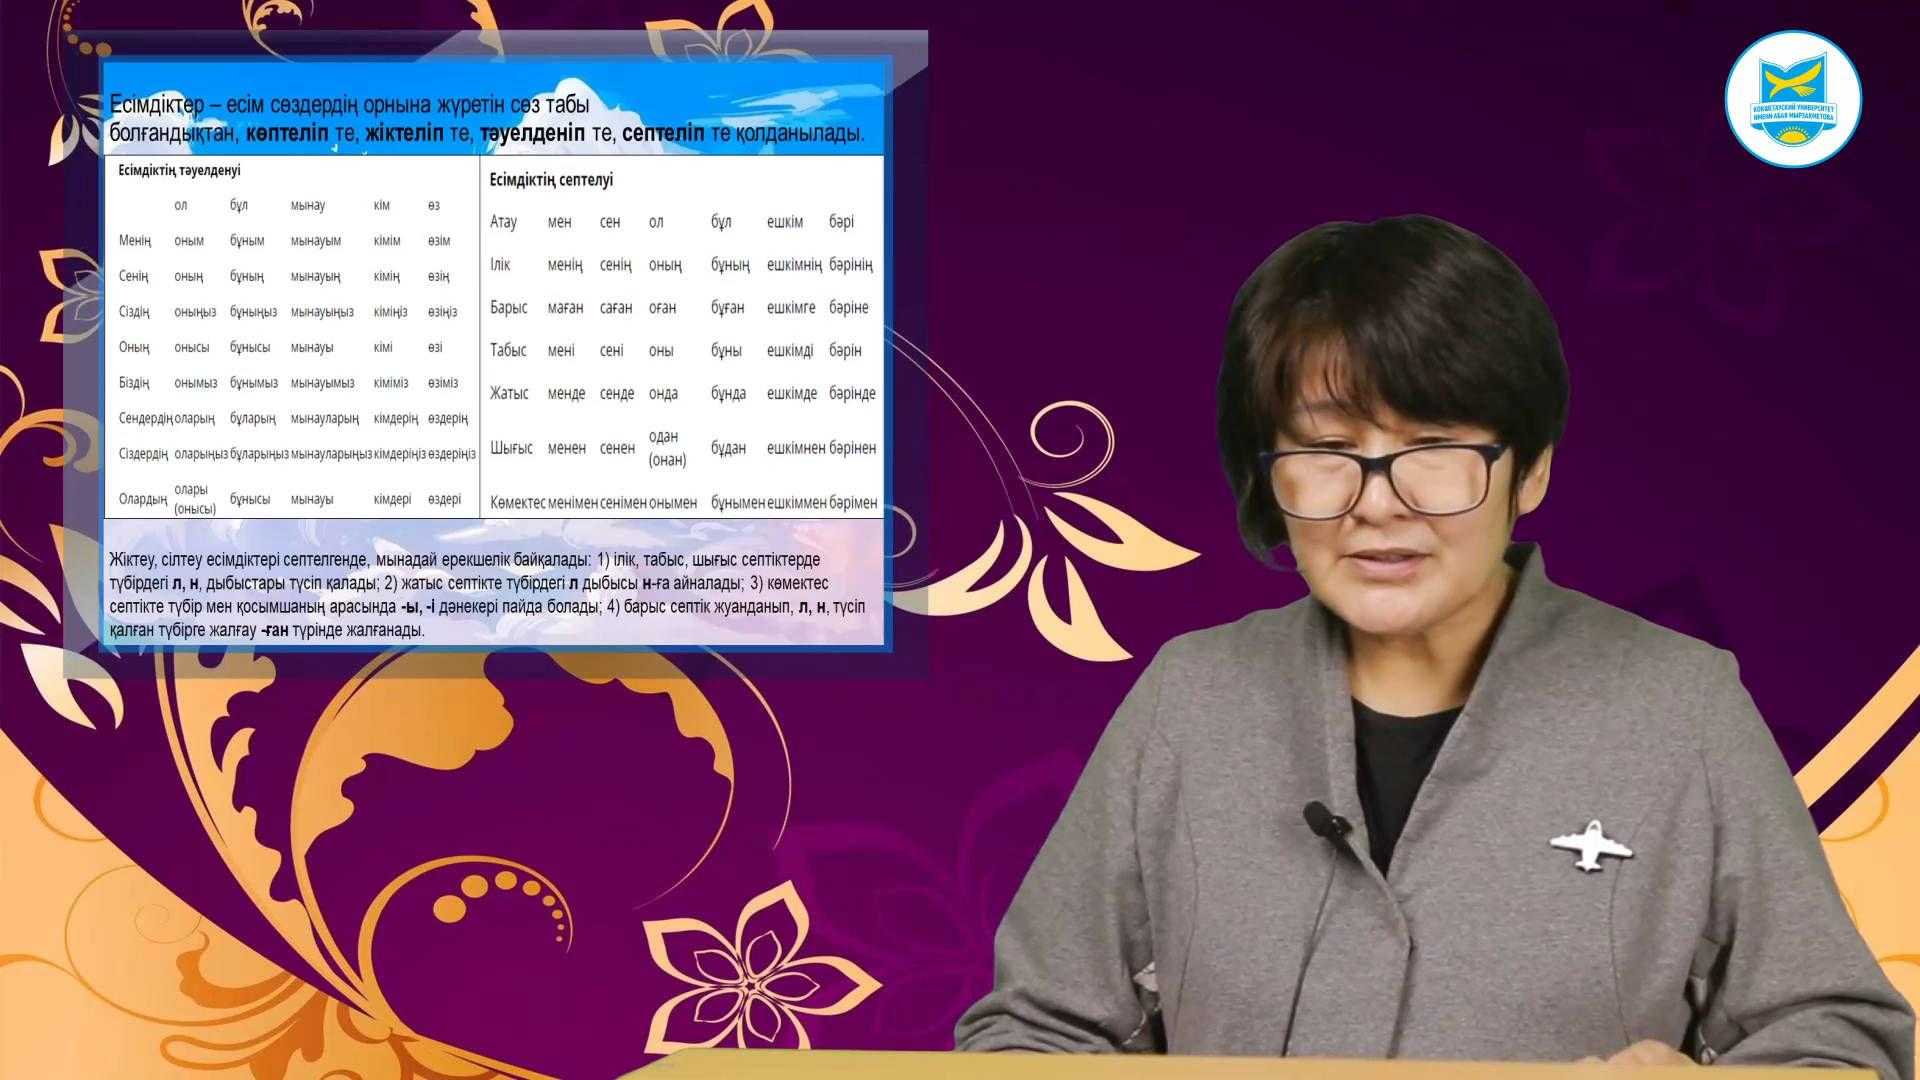 Есімдіктер – есім сөздердің орнына жүретін сөз табы
болғандықтан, көптеліп те, жіктеліп те, тәуелденіп те, септеліп те қолданылады.
Есімдіктің тәуелденуі
ол бұл мынау кім өз
Менің оным бұным мынауым кімім өзім
Сенің оның бұның мынауың кімің өзің
Сіздің оныңыз бұныңыз мынауыңыз кіміңіз өзіңіз
Оның онысы бұнысы мынауы кімі өзі
Біздің онымыз бұнымыз мынауымыз кіміміз өзіміз
Сендердің оларың бұларың мынауларың кімдерің өздерің
Сіздердің оларыңыз бұларыңыз мынауларыңыз кімдеріңіз өздеріңіз
Олардың олары (онысы) бұнысы мынауы кімдері өздері
Есімдіктің септелуі
Атау мен сен ол бұл ешкім бәрі
Ілік менің сенің оның бұның ешкімнің бәрінің
Барыс маған саған оған бұған ешкімге бәріне
Табыс мені сені оны бұны ешкімді бәрін
Жатыс менде сенде онда бұнда ешкімде бәрінде
Шығыс менен сенен одан (онан) бұдан ешкімнен бәрінен
Көмектес менімен сенімен онымен бұнымен ешкіммен бәрімен
Жіктеу, сілтеу есімдіктері септелгенде, мынадай ерекшелік байқалады: 1) ілік, табыс, шығыс септіктерде
түбірдегі л, н, дыбыстары түсіп қалады; 2) жатыс септікте түбірдегі л дыбысы н-ға айналады; 3) көмектес
септікте түбір мен қосымшаның арасында -ы, -і дәнекері пайда болады; 4) барыс септік жуанданып, л, н, түсіп
қалған түбірге жалғау -ған түрінде жалғанады.
КОКШЕТАУСКИЙ УНИВЕРСИТЕТ
ИМЕНИ АБАЯ МЫРЗАХМЕТОВА